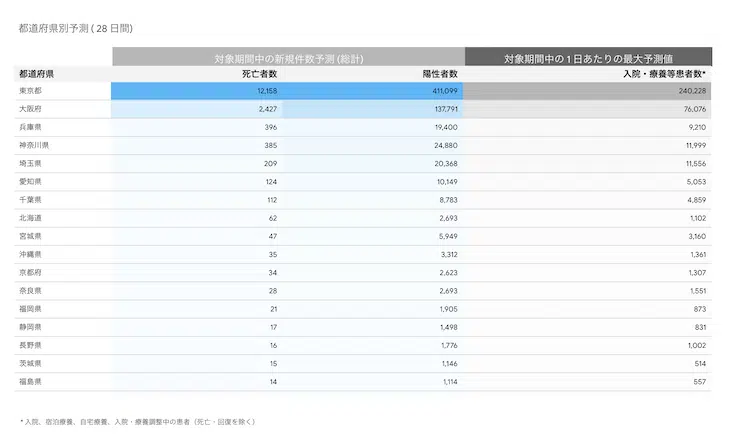 都道府県別予測 ( 28 日間)
対象期間中の新規件数予測 (総計) 対象期間中の 1 日あたりの最大予測値
都道府県 死亡者数 陽性者数 入院・療養等患者数*
東京都 12,158 411,099 240,228
大阪府 2,427 137,791 76,076
兵庫県 396 19,400 9,210
神奈川県 385 24,880 11,999
埼玉県 209 20,368 11,556
愛知県 124 10,149 5,053
千葉県 112 8,783 4,859
北海道 62 2,693 1,102
宮城県 47 5,949 3,160
沖縄県 35 3,312 1,361
京都府 34 2,623 1,307
奈良県 28 2,693 1,551
福岡県 21 1,905 873
静岡県 17 1,498 831
長野県 16 1,776 1,002
茨城県 15 1,146 514
福島県 14 1,114 557
* 入院、宿泊療養、自宅療養、入院・療養調整中の患者（死亡・回復を除く）